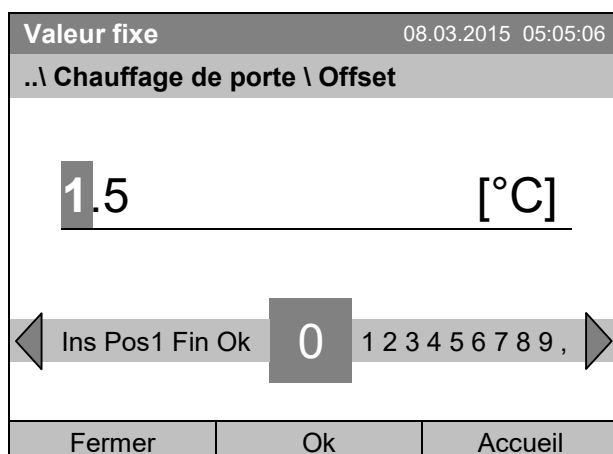 Valeur fixe 08.03.2015 05:05:06
..\ Chauffage de porte \ Offset
1.5 [°C]
Ins Pos1 Fin Ok 0 1 2 3 4 5 6 7 8 9 ,
Fermer Ok Accueil